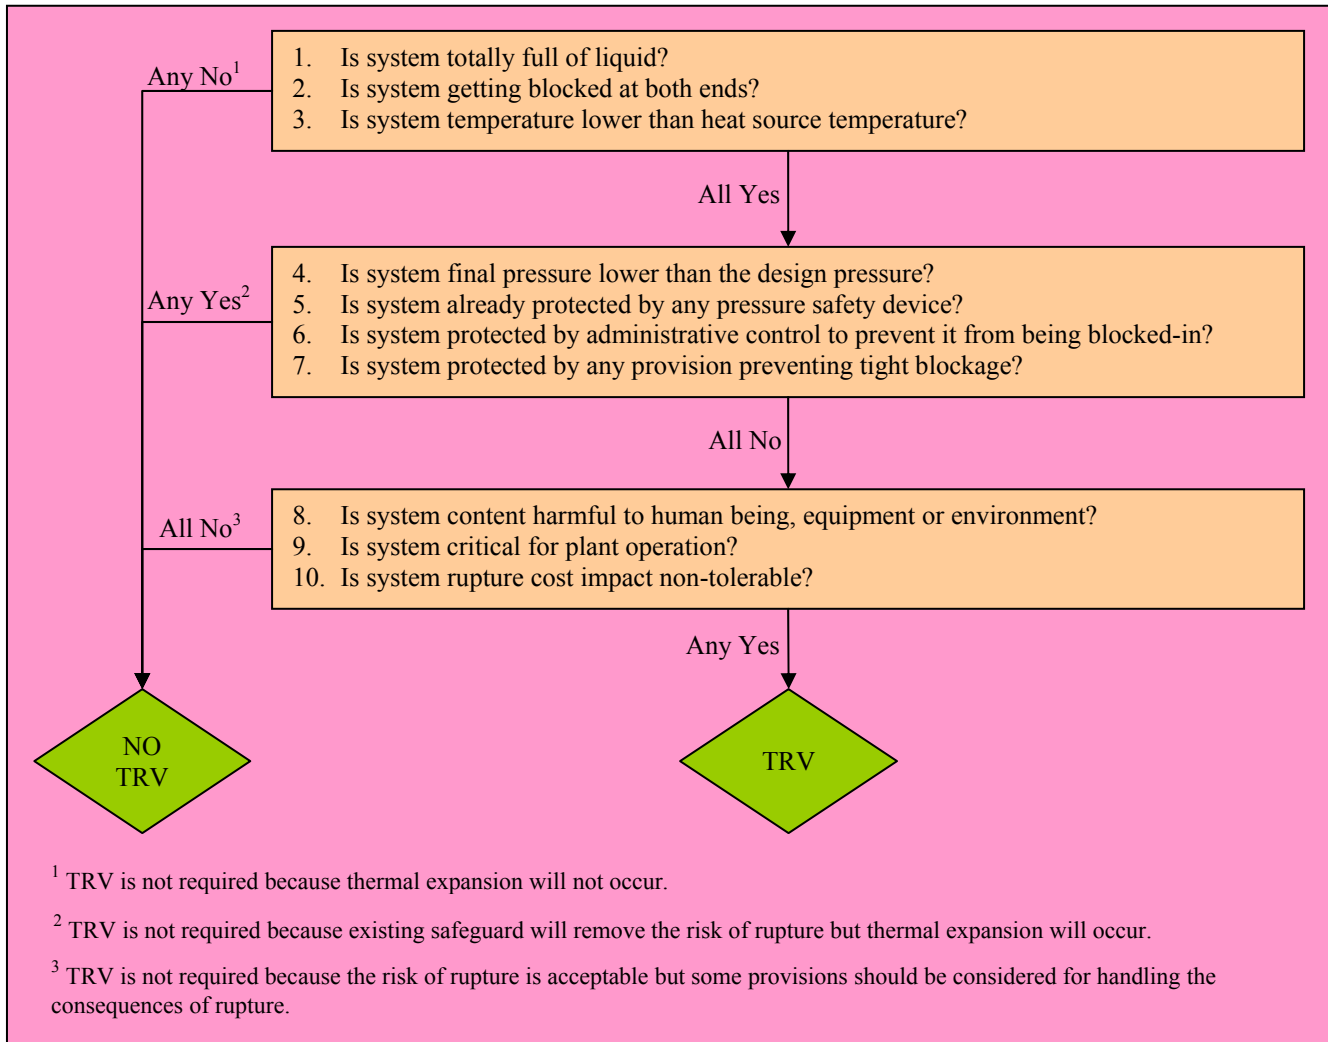 1. Is system totally full of liquid?
2. Is system getting blocked at both ends?
3. Is system temperature lower than heat source temperature?
Any No¹
All Yes
4. Is system final pressure lower than the design pressure?
5. Is system already protected by any pressure safety device?
6. Is system protected by administrative control to prevent it from being blocked-in?
7. Is system protected by any provision preventing tight blockage?
Any Yes²
All No
8. Is system content harmful to human being, equipment or environment?
9. Is system critical for plant operation?
10. Is system rupture cost impact non-tolerable?
All No³
Any Yes
NO
TRV
TRV
¹ TRV is not required because thermal expansion will not occur.
² TRV is not required because existing safeguard will remove the risk of rupture but thermal expansion will occur.
³ TRV is not required because the risk of rupture is acceptable but some provisions should be considered for handling the
consequences of rupture.